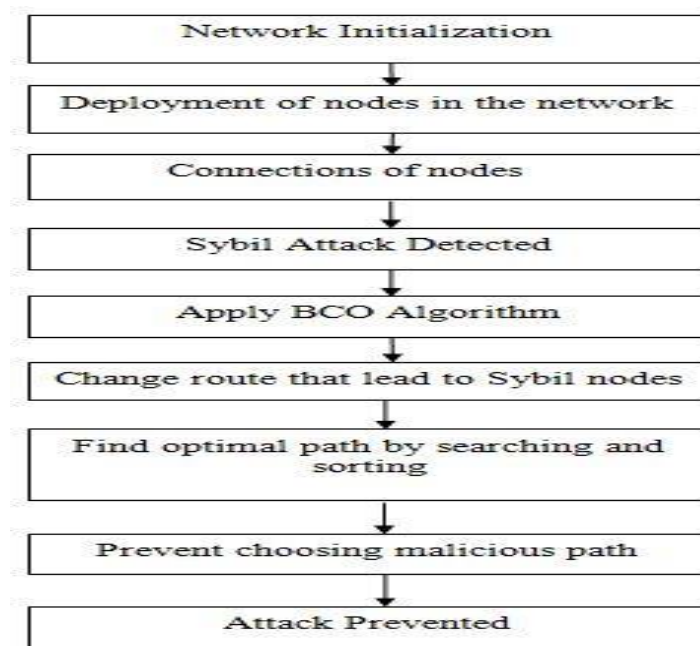 Network Initialization
Deployment of nodes in the network
Connections of nodes
Sybil Attack Detected
Apply BCO Algorithm
Change route that lead to Sybil nodes
Find optimal path by searching and
sorting
Prevent choosing malicious path
Attack Prevented